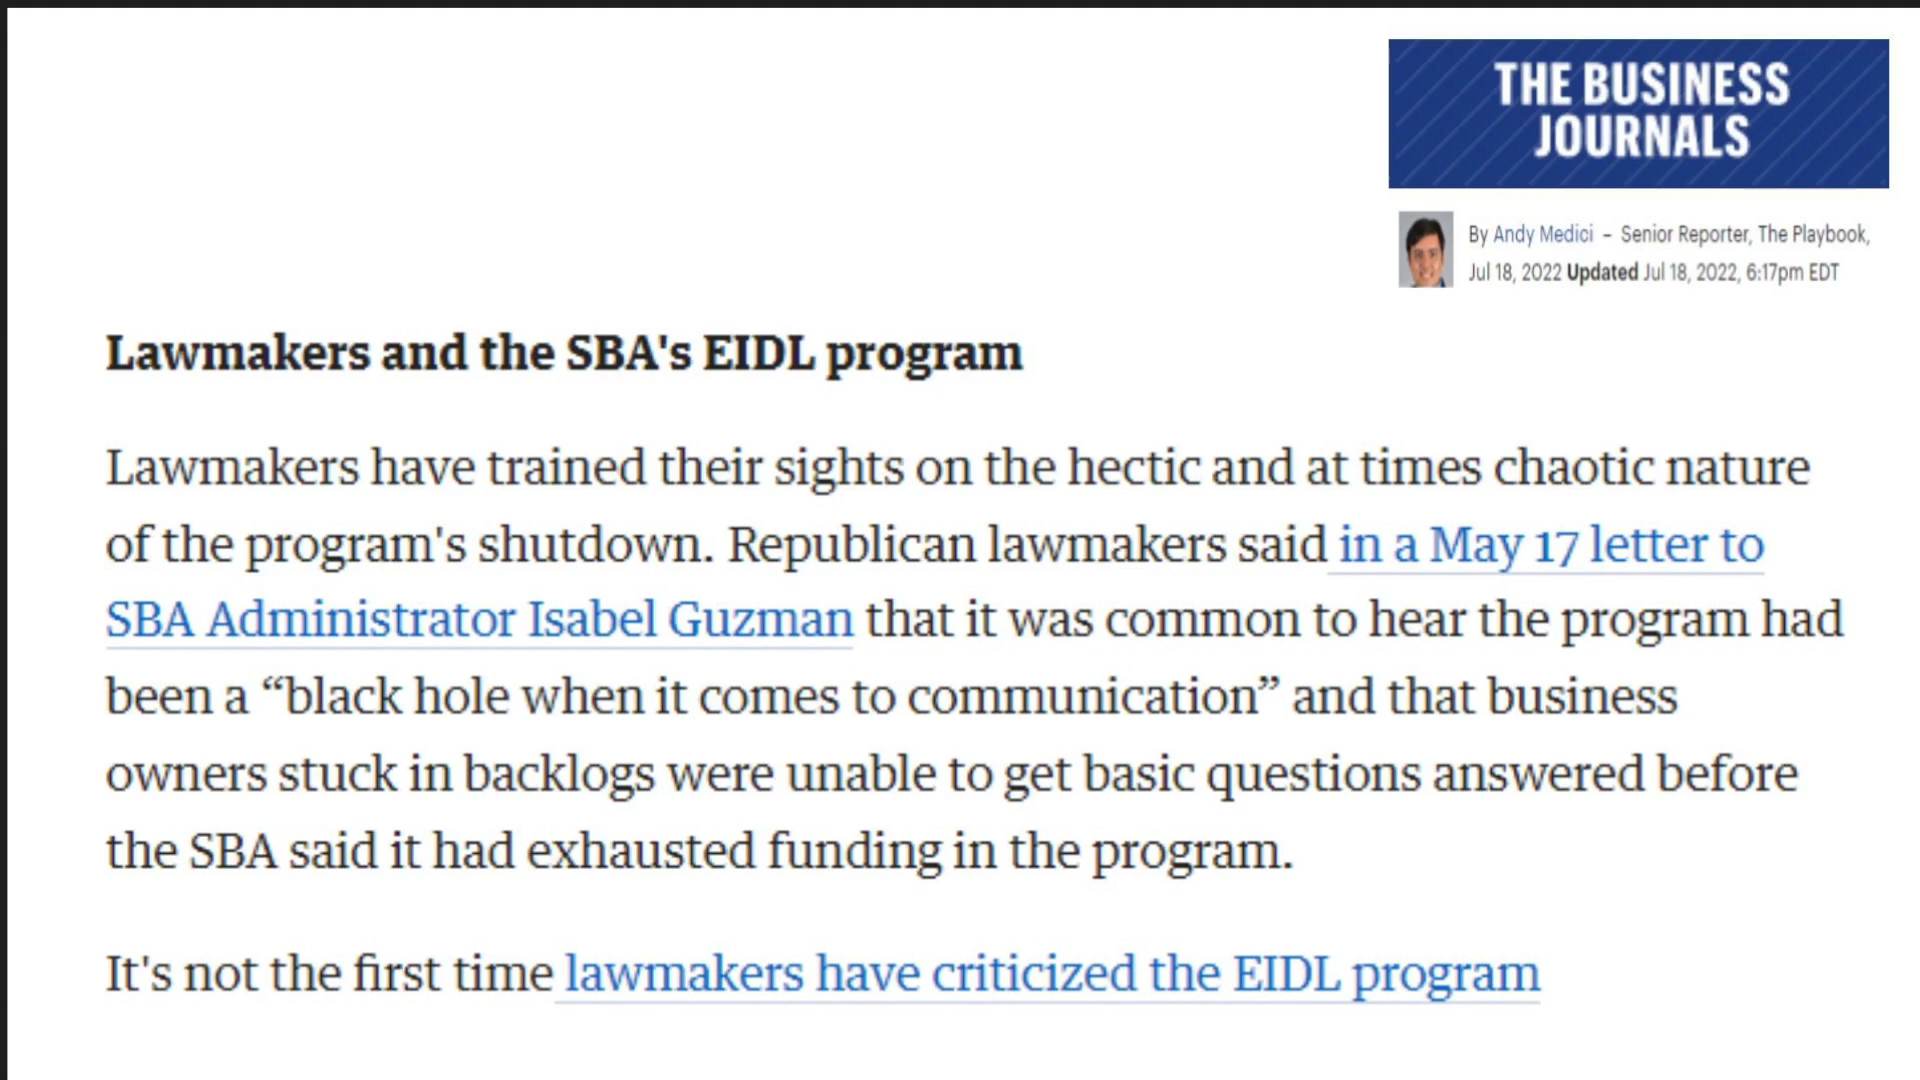 THE BUSINESS
JOURNALS
By Andy Medici – Senior Reporter, The Playbook,
Jul 18, 2022 Updated Jul 18, 2022, 6:17pm EDT
Lawmakers and the SBA's EIDL program
Lawmakers have trained their sights on the hectic and at times chaotic nature
of the program's shutdown. Republican lawmakers said in a May 17 letter to
SBA Administrator Isabel Guzman that it was common to hear the program had
been a “black hole when it comes to communication” and that business
owners stuck in backlogs were unable to get basic questions answered before
the SBA said it had exhausted funding in the program.
It's not the first time lawmakers have criticized the EIDL program